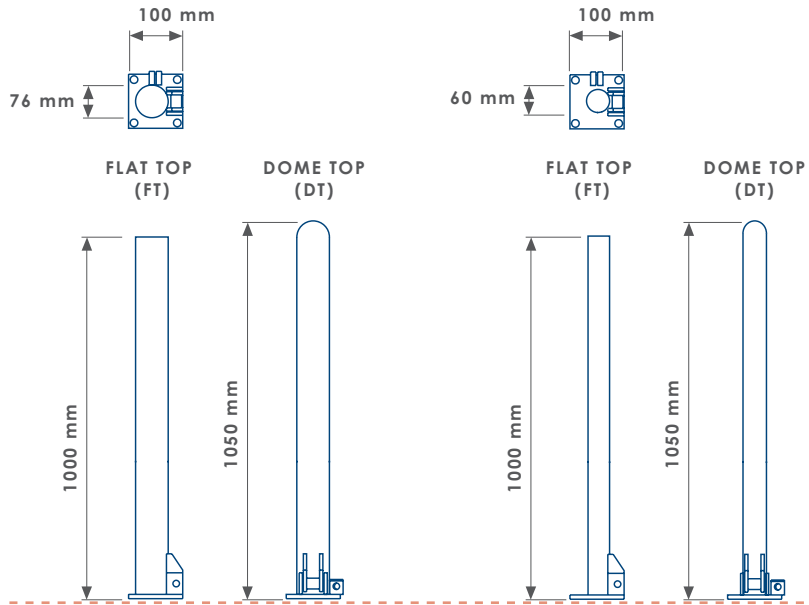 100 mm
100 mm
76 mm
60 mm
FLAT TOP
(FT)
DOME TOP
(DT)
FLAT TOP
(FT)
DOME TOP
(DT)
1000 mm
1050 mm
1000 mm
1050 mm